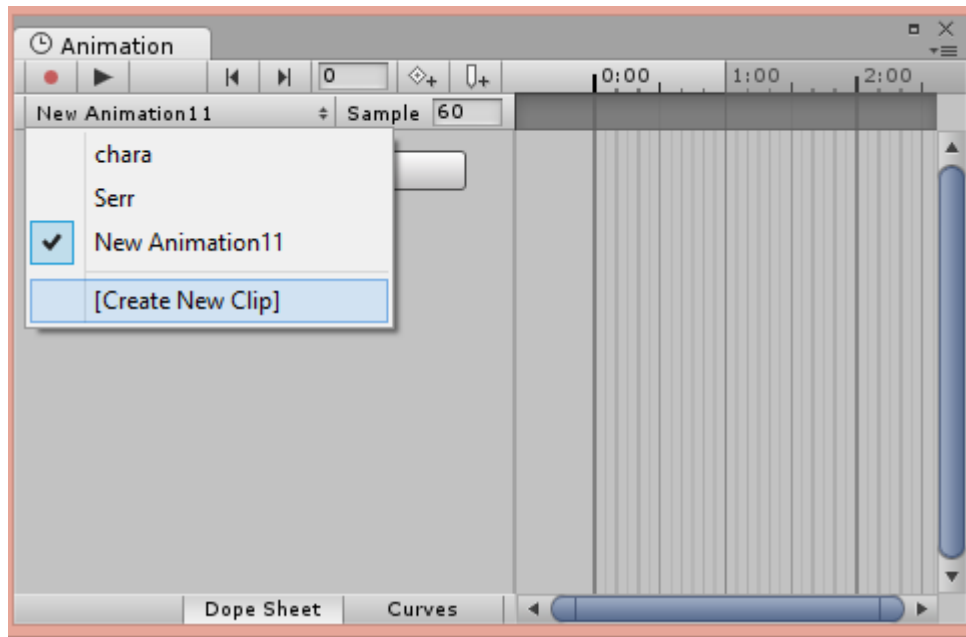 Animation
0
0:00 1:00 2:00
New Animation11 Sample 60
chara
Serr
New Animation11
[Create New Clip]
Dope Sheet Curves